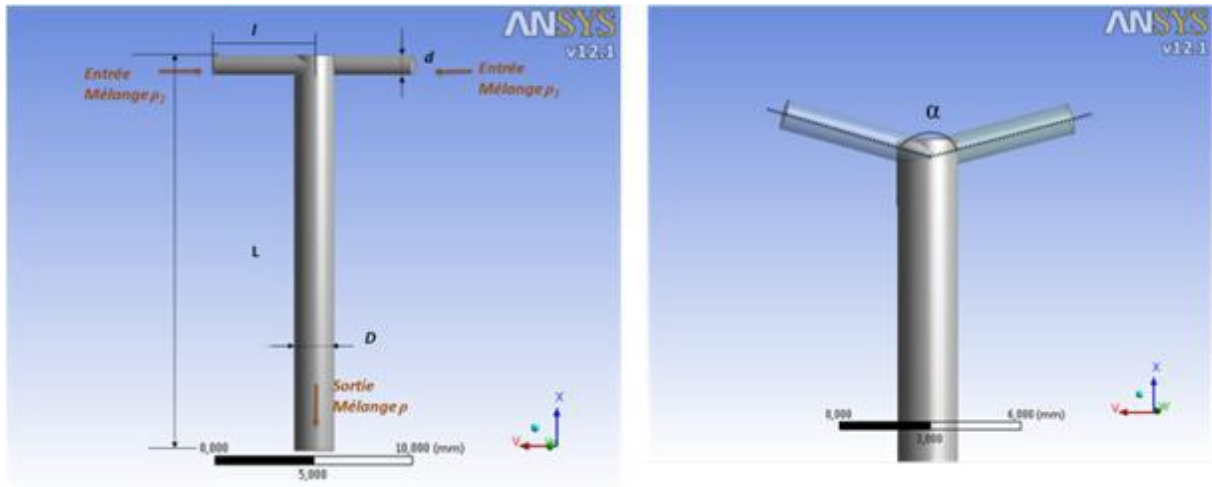 ANSYS
v12.1
l
d
Entrée
Mélange ρ₂
Entrée
Mélange ρ₁
L
D
Sortie
Mélange ρ
X
Y
0,000
10,000 (mm)
5,000
ANSYS
v12.1
α
X
Y
0,000
6,000 (mm)
3,000